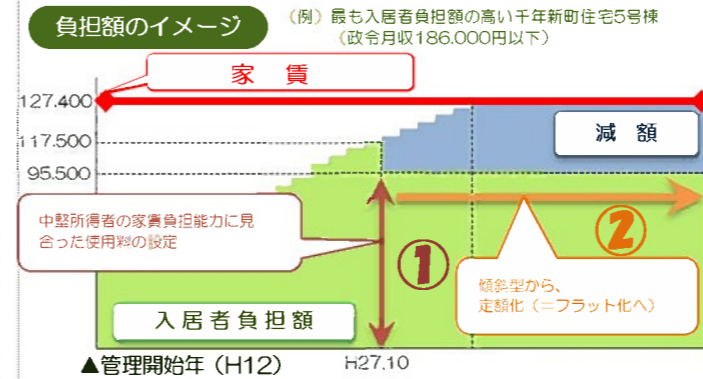 負担額のイメージ
（例）最も入居者負担額の高い千年新町住宅5号棟
（政令月収186.000円以下）
家 賃
127.400
117.500
95.500
減 額
中堅所得者の家賃負担能力に見
合った使用料の設定
①
②
傾斜型から、
定額化（＝フラット化へ）
入居者負担額
▲管理開始年（H12）
H27.10